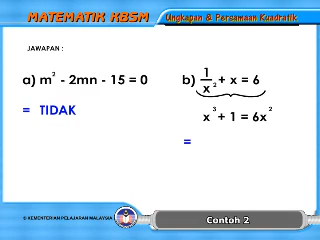 MATEMATIK KBSM
Ungkapan & Persamaan Kuadratik
JAWAPAN :
a) m² - 2mn - 15 = 0
= TIDAK
b) 1/x² + x = 6
x³ + 1 = 6x²
=
© KEMENTERIAN PELAJARAN MALAYSIA
Contoh 2